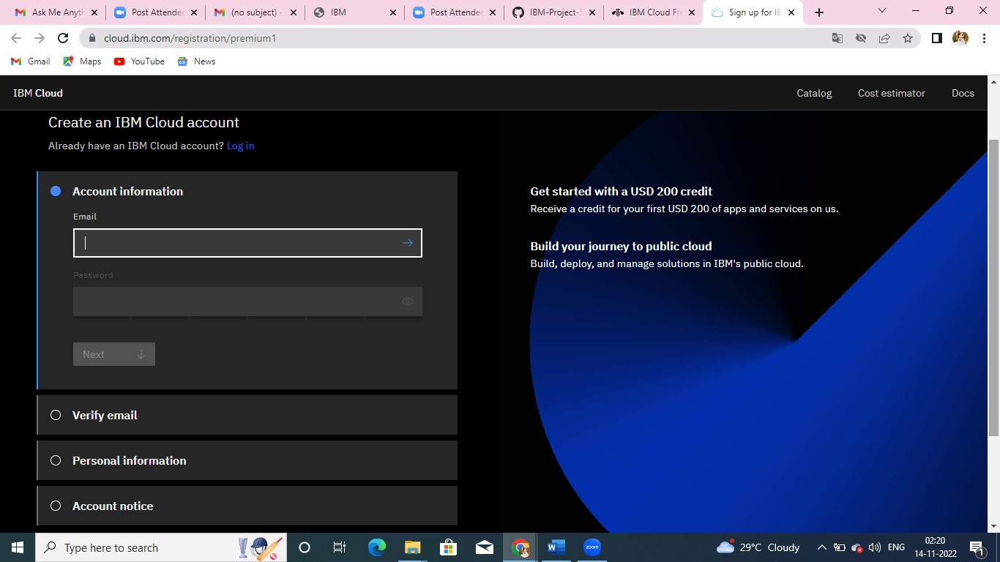 Ask Me Anyth
Post Attende
(no subject) -
IBM
Post Attende
IBM-Project-5
IBM Cloud Fre
Sign up for IB
cloud.ibm.com/registration/premium1
Gmail
Maps
YouTube
News
IBM Cloud
Catalog
Cost estimator
Docs
Create an IBM Cloud account
Already have an IBM Cloud account? Log in
Account information
Email
Password
Next
Verify email
Personal information
Account notice
Get started with a USD 200 credit
Receive a credit for your first USD 200 of apps and services on us.
Build your journey to public cloud
Build, deploy, and manage solutions in IBM's public cloud.
Type here to search
W
zoom
29°C Cloudy
ENG
02:20
14-11-2022
1